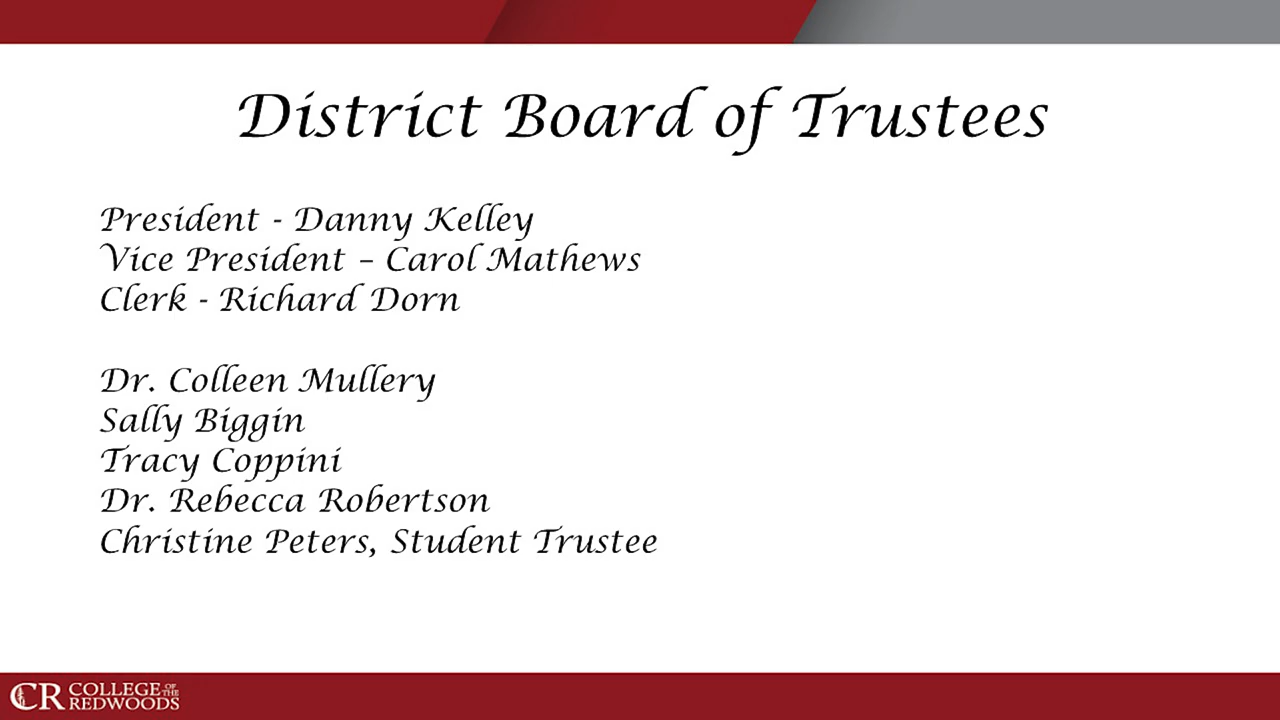 District Board of Trustees
President - Danny Kelley
Vice President – Carol Mathews
Clerk - Richard Dorn
Dr. Colleen Mullery
Sally Biggin
Tracy Coppini
Dr. Rebecca Robertson
Christine Peters, Student Trustee
CR COLLEGE OF THE
REDWOODS